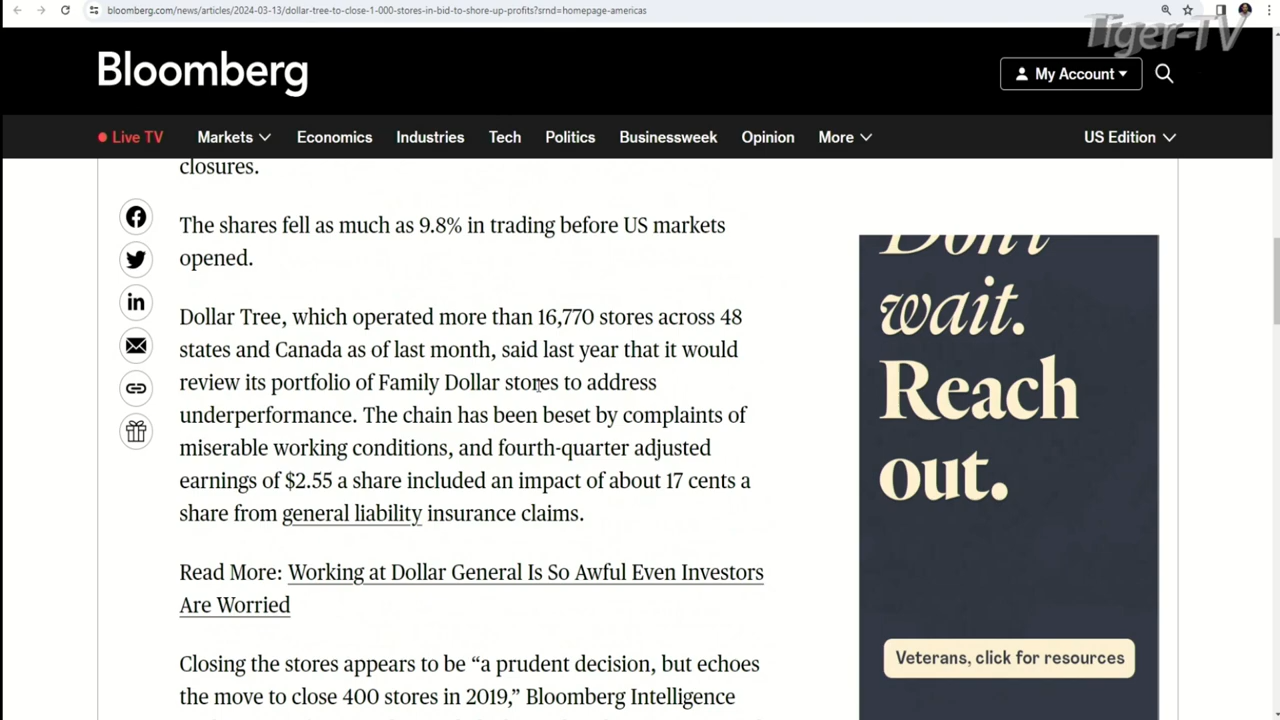 bloomberg.com/news/articles/2024-03-13/dollar-tree-to-close-1-000-stores-in-bid-to-shore-up-profits?srnd=homepage-americas
Tiger-TV
Bloomberg
My Account
Live TV
Markets
Economics
Industries
Tech
Politics
Businessweek
Opinion
More
US Edition
closures.
The shares fell as much as 9.8% in trading before US markets
opened.
Dollar Tree, which operated more than 16,770 stores across 48
states and Canada as of last month, said last year that it would
review its portfolio of Family Dollar stores to address
underperformance. The chain has been beset by complaints of
miserable working conditions, and fourth-quarter adjusted
earnings of $2.55 a share included an impact of about 17 cents a
share from general liability insurance claims.
Read More: Working at Dollar General Is So Awful Even Investors
Are Worried
Closing the stores appears to be “a prudent decision, but echoes
the move to close 400 stores in 2019,” Bloomberg Intelligence
Don't
wait.
Reach
out.
Veterans, click for resources